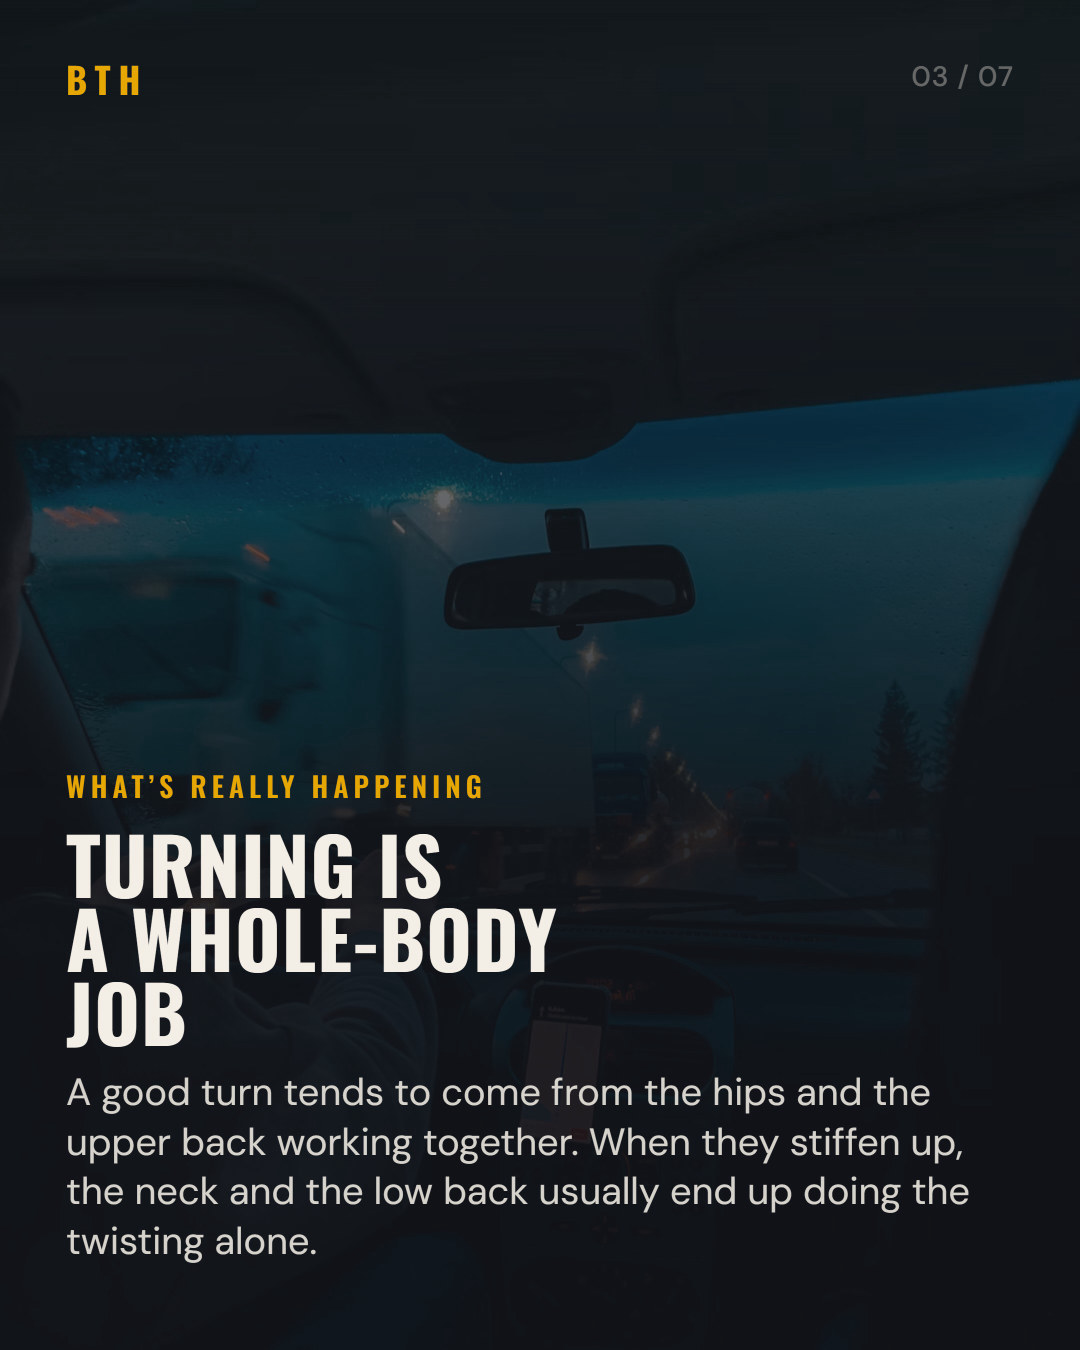 BTH
03 / 07
WHAT’S REALLY HAPPENING
TURNING IS
A WHOLE-BODY
JOB
A good turn tends to come from the hips and the
upper back working together. When they stiffen up,
the neck and the low back usually end up doing the
twisting alone.